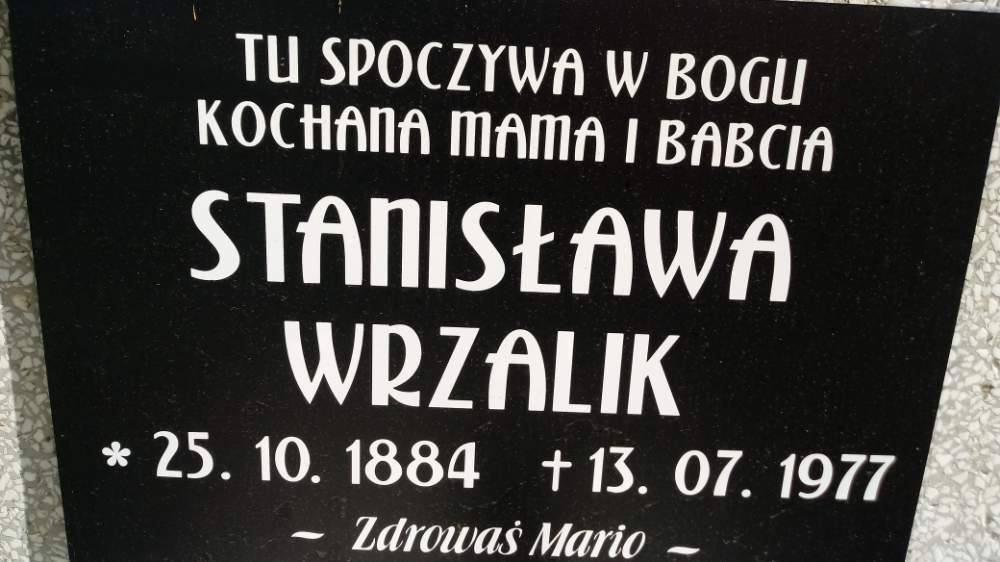 TU SPOCZYWA W BOGU
KOCHANA MAMA I BABCIA
STANISŁAWA
WRZALIK
* 25. 10. 1884 † 13. 07. 1977
~ Zdrowaś Mario ~